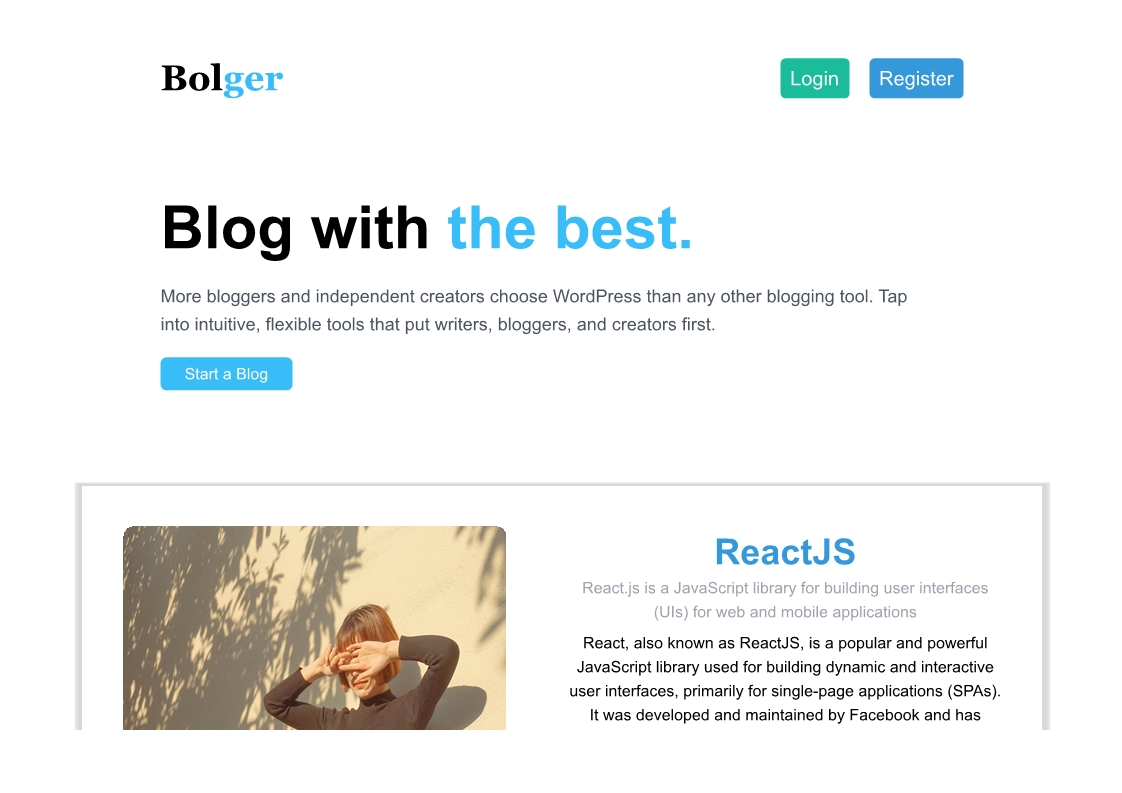 Bolger
Login
Register
Blog with the best.
More bloggers and independent creators choose WordPress than any other blogging tool. Tap
into intuitive, flexible tools that put writers, bloggers, and creators first.
Start a Blog
ReactJS
React.js is a JavaScript library for building user interfaces
(UIs) for web and mobile applications
React, also known as ReactJS, is a popular and powerful
JavaScript library used for building dynamic and interactive
user interfaces, primarily for single-page applications (SPAs).
It was developed and maintained by Facebook and has